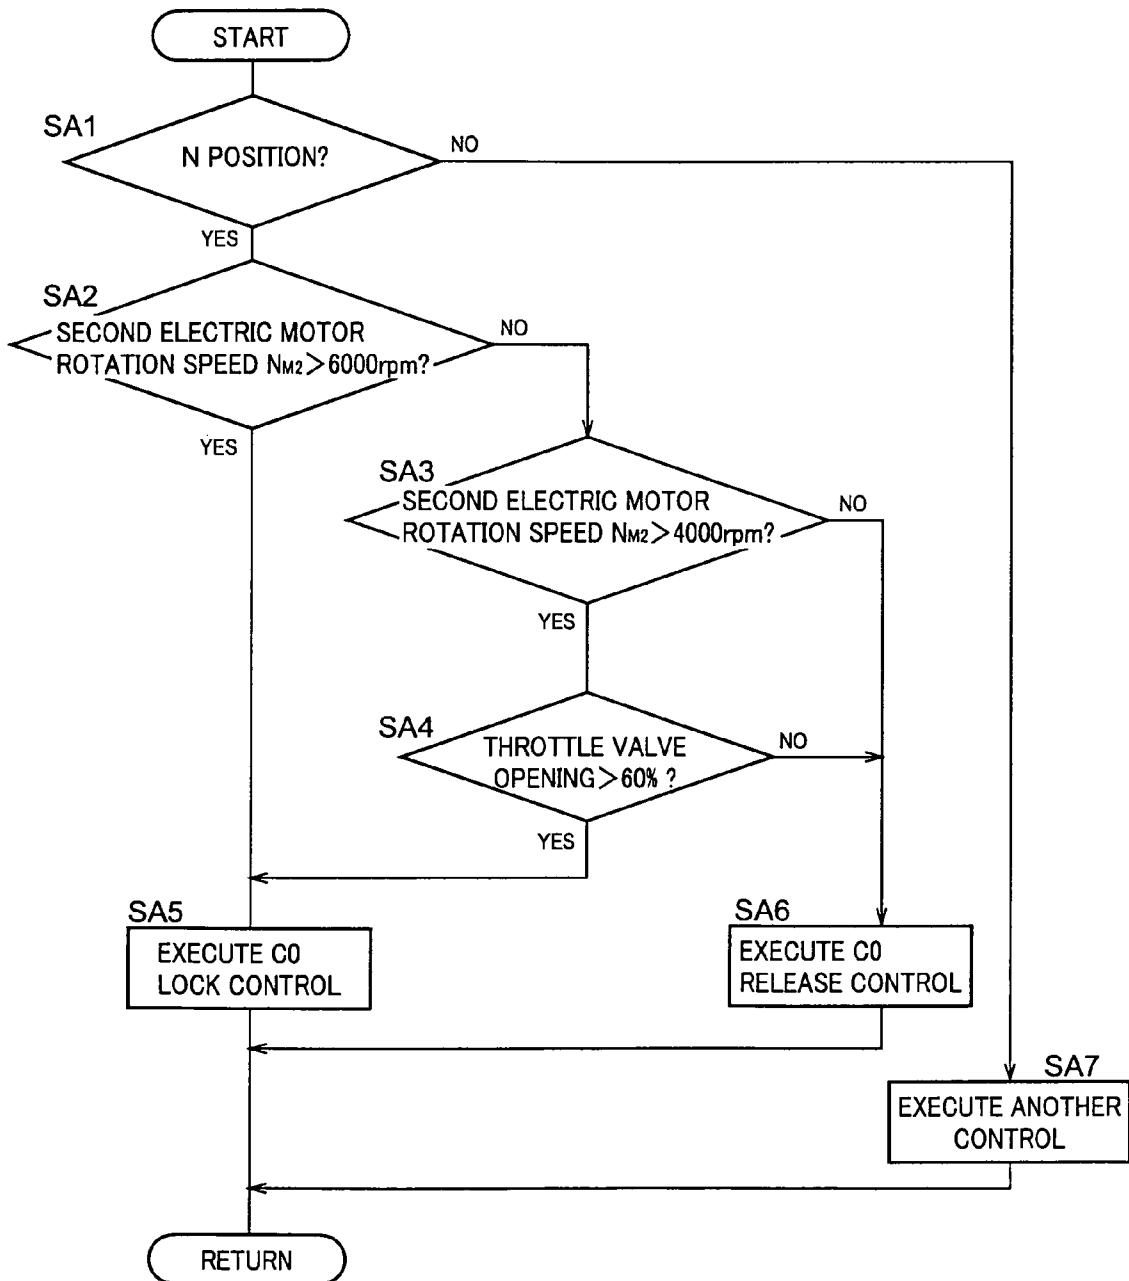 START
SA1
N POSITION?
NO
YES
SA2
SECOND ELECTRIC MOTOR
ROTATION SPEED NM2>6000rpm?
NO
YES
SA3
SECOND ELECTRIC MOTOR
ROTATION SPEED NM2>4000rpm?
NO
YES
SA4
THROTTLE VALVE
OPENING>60% ?
NO
YES
SA5
EXECUTE C0
LOCK CONTROL
SA6
EXECUTE C0
RELEASE CONTROL
SA7
EXECUTE ANOTHER
CONTROL
RETURN